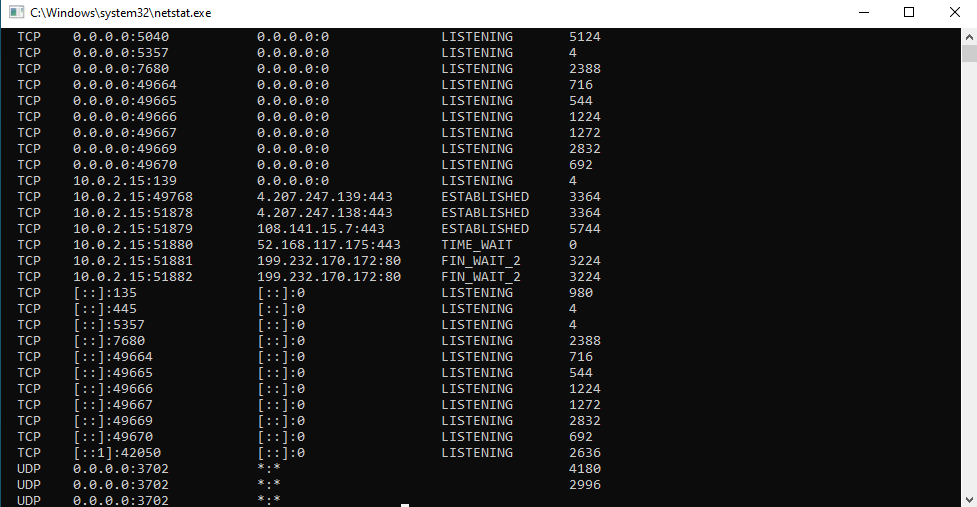 C:\Windows\system32\netstat.exe
TCP 0.0.0.0:5040 0.0.0.0:0 LISTENING 5124
TCP 0.0.0.0:5357 0.0.0.0:0 LISTENING 4
TCP 0.0.0.0:7680 0.0.0.0:0 LISTENING 2388
TCP 0.0.0.0:49664 0.0.0.0:0 LISTENING 716
TCP 0.0.0.0:49665 0.0.0.0:0 LISTENING 544
TCP 0.0.0.0:49666 0.0.0.0:0 LISTENING 1224
TCP 0.0.0.0:49667 0.0.0.0:0 LISTENING 1272
TCP 0.0.0.0:49669 0.0.0.0:0 LISTENING 2832
TCP 0.0.0.0:49670 0.0.0.0:0 LISTENING 692
TCP 10.0.2.15:139 0.0.0.0:0 LISTENING 4
TCP 10.0.2.15:49768 4.207.247.139:443 ESTABLISHED 3364
TCP 10.0.2.15:51878 4.207.247.138:443 ESTABLISHED 3364
TCP 10.0.2.15:51879 108.141.15.7:443 ESTABLISHED 5744
TCP 10.0.2.15:51880 52.168.117.175:443 TIME_WAIT 0
TCP 10.0.2.15:51881 199.232.170.172:80 FIN_WAIT_2 3224
TCP 10.0.2.15:51882 199.232.170.172:80 FIN_WAIT_2 3224
TCP [::]:135 [::]:0 LISTENING 980
TCP [::]:445 [::]:0 LISTENING 4
TCP [::]:5357 [::]:0 LISTENING 4
TCP [::]:7680 [::]:0 LISTENING 2388
TCP [::]:49664 [::]:0 LISTENING 716
TCP [::]:49665 [::]:0 LISTENING 544
TCP [::]:49666 [::]:0 LISTENING 1224
TCP [::]:49667 [::]:0 LISTENING 1272
TCP [::]:49669 [::]:0 LISTENING 2832
TCP [::]:49670 [::]:0 LISTENING 692
TCP [::1]:42050 [::]:0 LISTENING 2636
UDP 0.0.0.0:3702 *:* 4180
UDP 0.0.0.0:3702 *:* 2996
UDP 0.0.0.0:3702 *:*